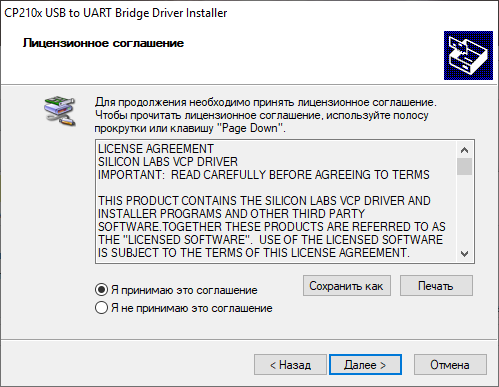 CP210x USB to UART Bridge Driver Installer
Лицензионное соглашение
Для продолжения необходимо принять лицензионное соглашение.
Чтобы прочитать лицензионное соглашение, используйте полосу
прокрутки или клавишу "Page Down".
LICENSE AGREEMENT
SILICON LABS VCP DRIVER
IMPORTANT:  READ CAREFULLY BEFORE AGREEING TO TERMS
THIS PRODUCT CONTAINS THE SILICON LABS VCP DRIVER AND
INSTALLER PROGRAMS AND OTHER THIRD PARTY
SOFTWARE.TOGETHER THESE PRODUCTS ARE REFERRED TO AS
THE "LICENSED SOFTWARE".  USE OF THE LICENSED SOFTWARE
IS SUBJECT TO THE TERMS OF THIS LICENSE AGREEMENT.
Я принимаю это соглашение
Сохранить как
Печать
Я не принимаю это соглашение
< Назад
Далее >
Отмена